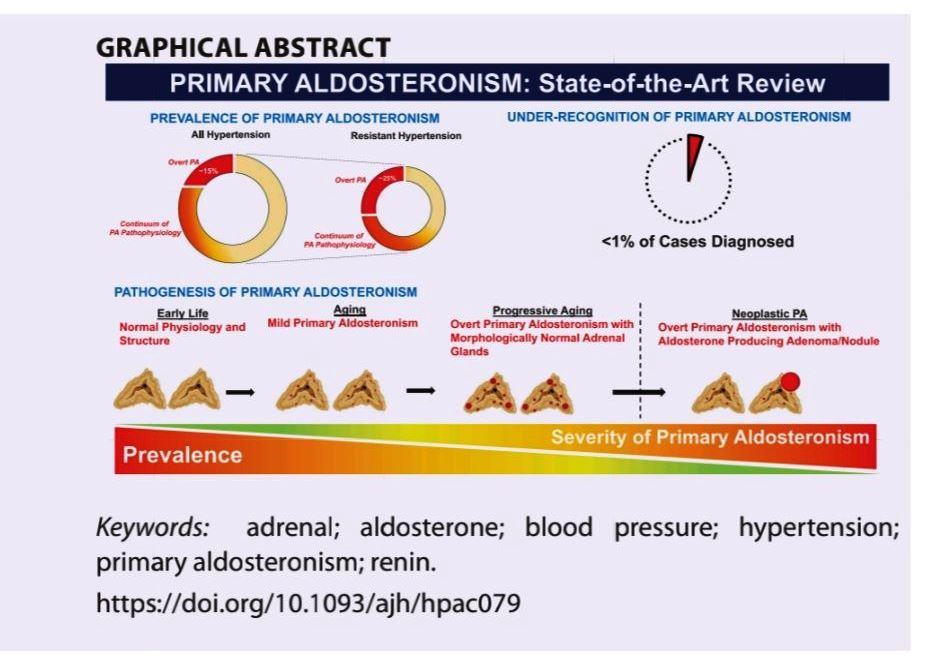 GRAPHICAL ABSTRACT
PRIMARY ALDOSTERONISM: State-of-the-Art Review
PREVALENCE OF PRIMARY ALDOSTERONISM
All Hypertension
Resistant Hypertension
Overt PA
~15%
Continuum of
PA Pathophysiology
Overt PA
~25%
Continuum of
PA Pathophysiology
UNDER-RECOGNITION OF PRIMARY ALDOSTERONISM
<1% of Cases Diagnosed
PATHOGENESIS OF PRIMARY ALDOSTERONISM
Early Life
Normal Physiology and
Structure
Aging
Mild Primary Aldosteronism
Progressive Aging
Overt Primary Aldosteronism with
Morphologically Normal Adrenal
Glands
Neoplastic PA
Overt Primary Aldosteronism with
Aldosterone Producing Adenoma/Nodule
Severity of Primary Aldosteronism
Prevalence
Keywords: adrenal; aldosterone; blood pressure; hypertension;
primary aldosteronism; renin.
https://doi.org/10.1093/ajh/hpac079